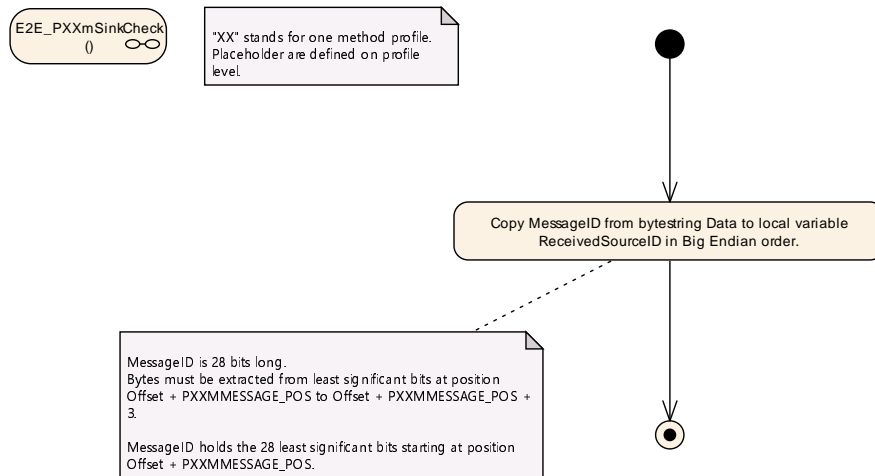 E2E_PXXmSinkCheck
()
"XX" stands for one method profile.
Placeholder are defined on profile
level.
Copy MessageID from bytestring Data to local variable
ReceivedSourceID in Big Endian order.
MessageID is 28 bits long.
Bytes must be extracted from least significant bits at position
Offset + PXXMMESSAGE_POS to Offset + PXXMMESSAGE_POS +
3.
MessageID holds the 28 least significant bits starting at position
Offset + PXXMMESSAGE_POS.